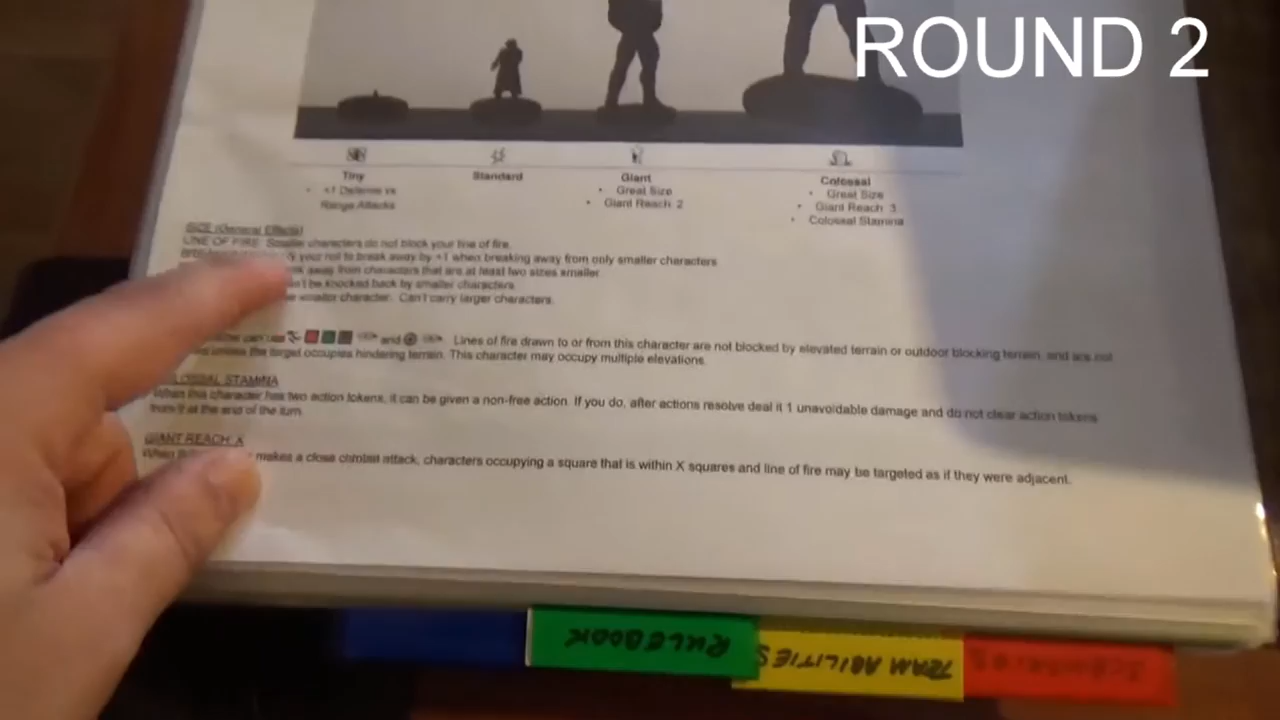 ROUND 2
Tiny
Standard
Giant
Colossal
+1 Defense vs
Range Attacks
• Great Size
• Giant Reach 2
• Great Size
• Giant Reach 3
• Colossal Stamina
SIZE (General Effects)
LINE OF FIRE: Smaller characters do not block your line of fire.
your roll to break away by +1 when breaking away from only smaller characters
away from characters that are at least two sizes smaller
be knocked back by smaller characters
smaller character. Can't carry larger characters.
can use and Lines of fire drawn to or from this character are not blocked by elevated terrain or outdoor blocking terrain, and are not
unless the target occupies hindering terrain. This character may occupy multiple elevations.
COLOSSAL STAMINA
When this character has two action tokens, it can be given a non-free action. If you do, after actions resolve deal it 1 unavoidable damage and do not clear action tokens
from it at the end of the turn.
GIANT REACH X
When makes a close combat attack, characters occupying a square that is within X squares and line of fire may be targeted as if they were adjacent.
RULEBOOK
TEAM ABILITIES